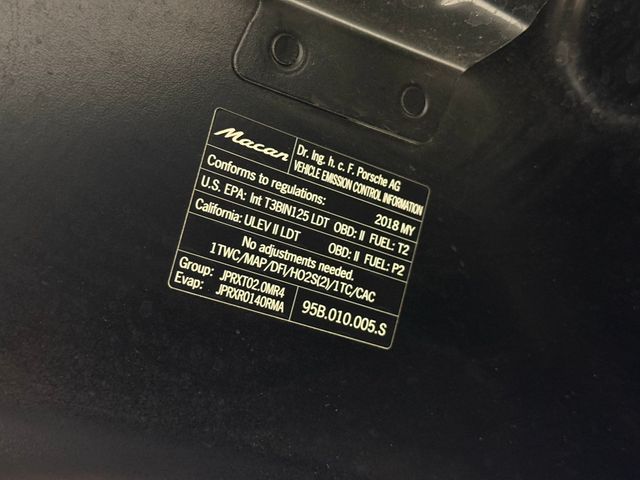 Macan
Dr. Ing. h. c. F. Porsche AG
VEHICLE EMISSION CONTROL INFORMATION
Conforms to regulations: 2018 MY
U.S. EPA: Int T3BIN125 LDT OBD: II FUEL: T2
California: ULEV II LDT OBD: II FUEL: P2
No adjustments needed.
1TWC/MAP/DFI/HO2S(2)/1TC/CAC
Group: JPRXT02.0MR4
Evap: JPRXR0140RMA
95B.010.005.S